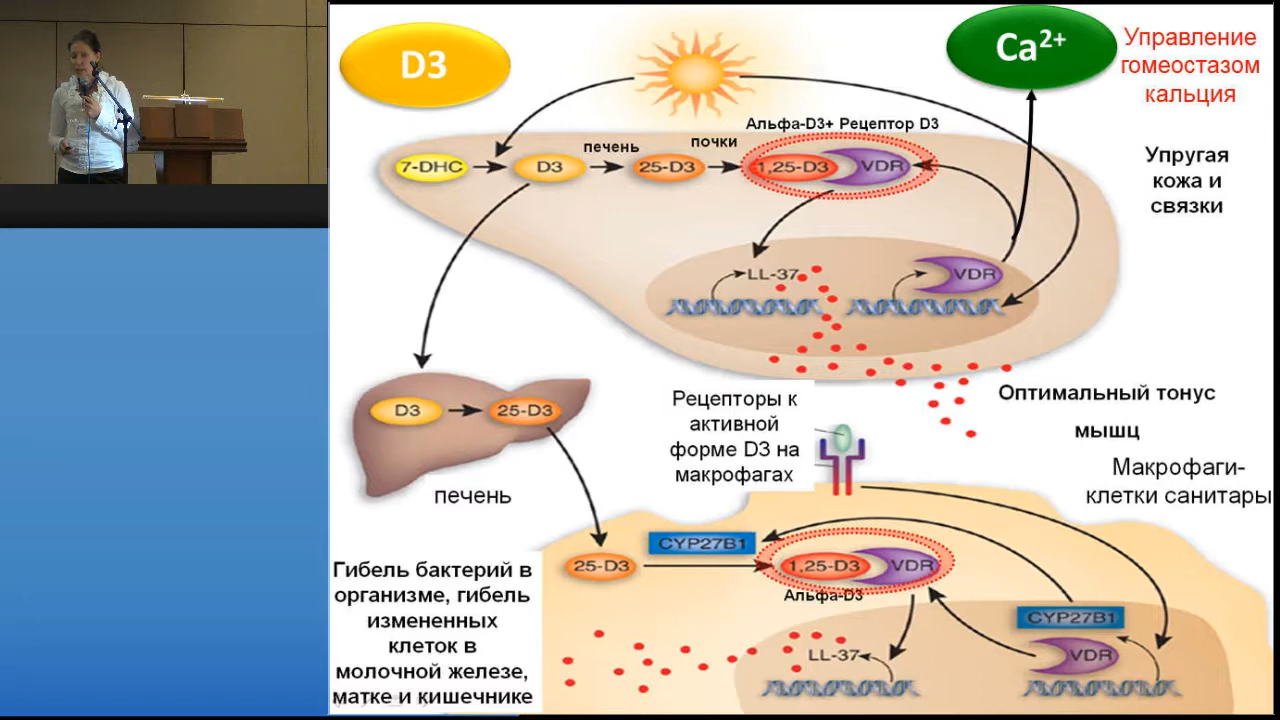 D3
Ca²⁺
Управление
гомеостазом
кальция
Альфа-D3+ Рецептор D3
печень
почки
7-DHC
D3
25-D3
1,25-D3
VDR
Упругая
кожа и
связки
LL-37
VDR
D3
25-D3
печень
Рецепторы к
активной
форме D3 на
макрофагах
Оптимальный тонус
мышц
Макрофаги-
клетки санитары
CYP27B1
25-D3
1,25-D3
VDR
Альфа-D3
CYP27B1
VDR
LL-37
Гибель бактерий в
организме, гибель
измененных
клеток в
молочной железе,
матке и кишечнике